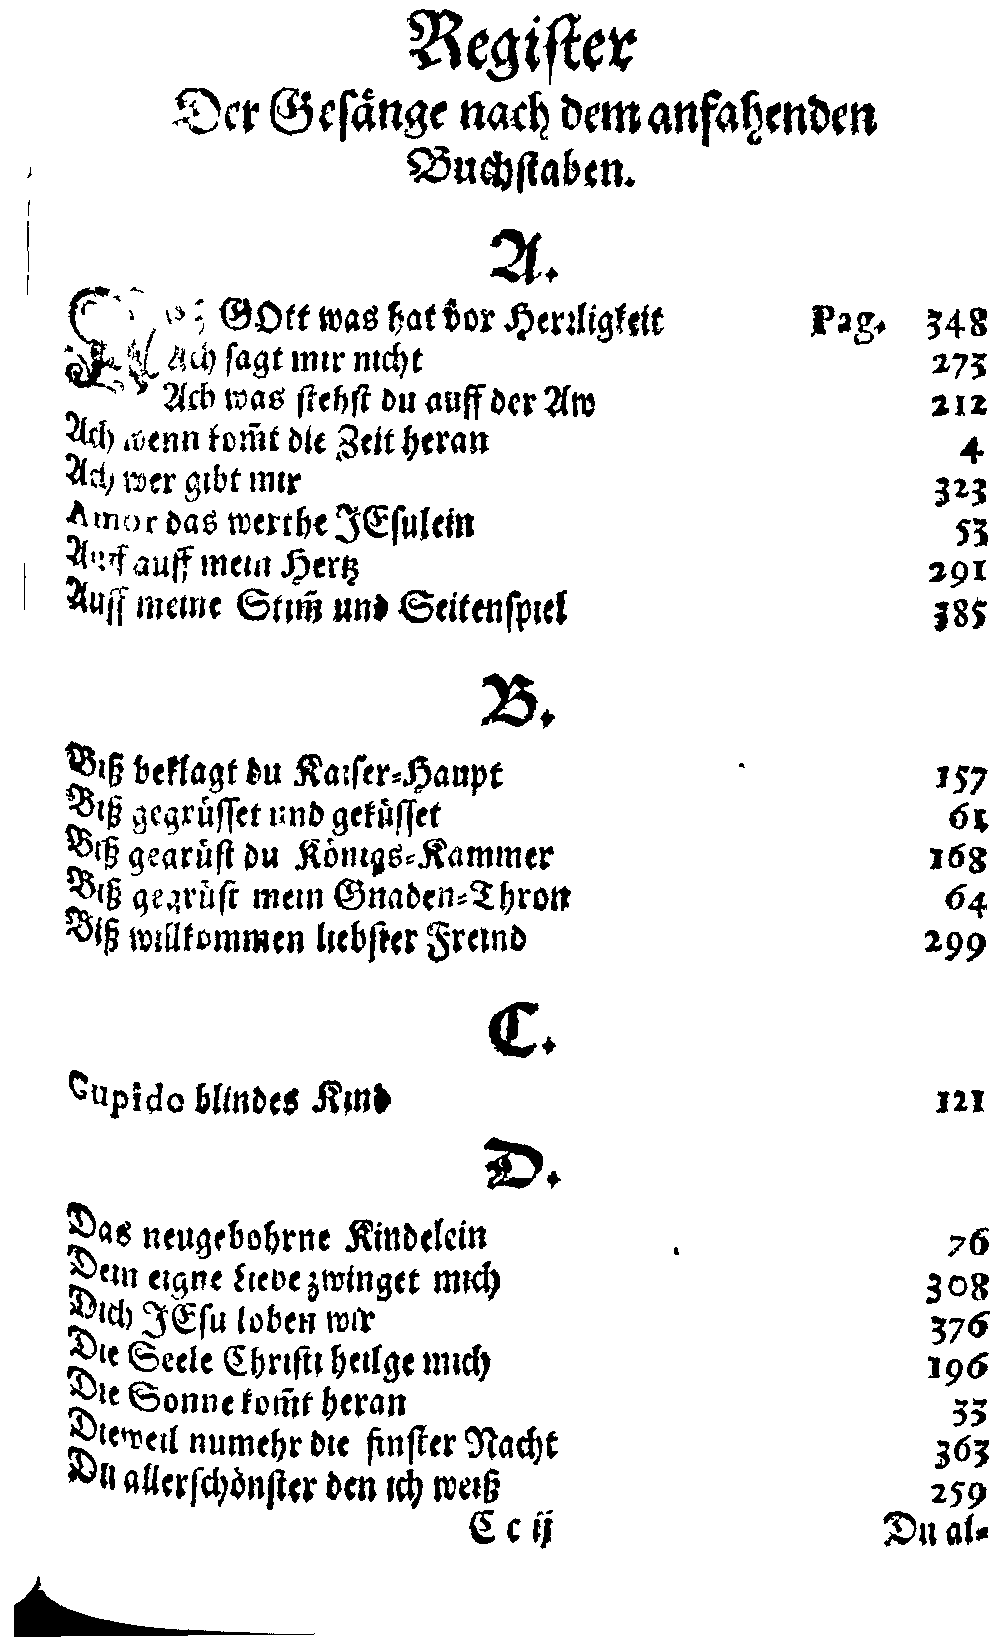 Regiſter
Der Geſänge nach dem anfahenden
Buchſtaben.
A.
GOtt was hat vor Herꝛligkeit Pag. 348
Ach ſagt mir nicht 273
Ach was ſtehſt du auff der Aw 212
Ach wenn kom̃t die Zeit heran 4
Ach wer gibt mir 323
Amor das werthe JEſulein 53
Auff auff mein Hertz 291
Auff meine Stim̃ und Seitenſpiel 385
B.
Biß beklagt du Kaiſer-Haupt 157
Biß gegrüſſet und geküſſet 61
Biß gegrüſt du Königs-Kammer 168
Biß gegrüſt mein Gnaden-Thron 64
Biß willkommen liebſter Freind 299
C.
Cupido blindes Kind 121
D.
Das neugebohrne Kindelein 76
Dein eigne Liebe zwinget mich 308
Dich JEſu loben wir 376
Die Seele Chriſti heilge mich 196
Die Sonne kom̃t heran 33
Dieweil numehr die finſter Nacht 363
Du allerſchönſter den ich weiß 259
C c ij Du al-